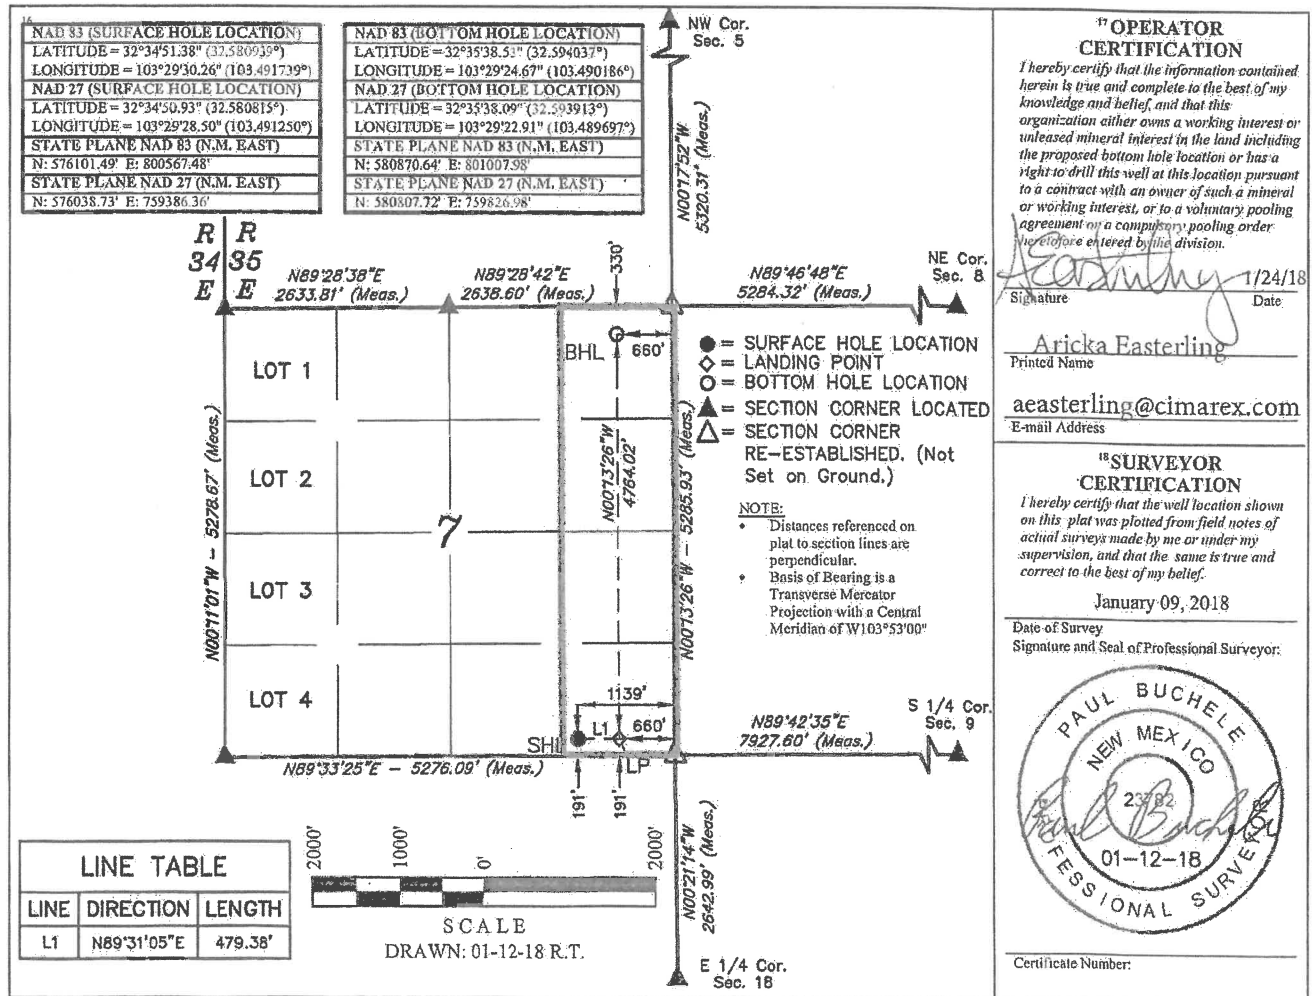 16
NAD 83 (SURFACE HOLE LOCATION)
LATITUDE = 32°34'51.38" (32.580939°)
LONGITUDE = 103°29'30.26" (103.491739°)
NAD 27 (SURFACE HOLE LOCATION)
LATITUDE = 32°34'50.93" (32.580815°)
LONGITUDE = 103°29'28.50" (103.491250°)
STATE PLANE NAD 83 (N.M. EAST)
N: 576101.49' E: 800567.48'
STATE PLANE NAD 27 (N.M. EAST)
N: 576038.73' E: 759386.36'
NAD 83 (BOTTOM HOLE LOCATION)
LATITUDE = 32°35'38.53" (32.594037°)
LONGITUDE = 103°29'24.67" (103.490186°)
NAD 27 (BOTTOM HOLE LOCATION)
LATITUDE = 32°35'38.09" (32.593913°)
LONGITUDE = 103°29'22.91" (103.489697°)
STATE PLANE NAD 83 (N.M. EAST)
N: 580870.64' E: 801007.98'
STATE PLANE NAD 27 (N.M. EAST)
N: 580807.72' E: 759826.98'
NW Cor.
Sec. 5
N00°17'52"W
5320.31' (Meas.)
R R
34 35
E E
N89°28'38"E
2633.81' (Meas.)
N89°28'42"E
2638.60' (Meas.)
330'
N89°46'48"E
5284.32' (Meas.)
NE Cor.
Sec. 8
BHL
660'
LOT 1
LOT 2
LOT 3
LOT 4
7
N00°11'01"W - 5278.67' (Meas.)
N00°13'26"W
4764.02'
N00°13'26"W - 5285.93' (Meas.)
= SURFACE HOLE LOCATION
= LANDING POINT
= BOTTOM HOLE LOCATION
= SECTION CORNER LOCATED
= SECTION CORNER
RE-ESTABLISHED. (Not
Set on Ground.)
NOTE:
• Distances referenced on
plat to section lines are
perpendicular.
• Basis of Bearing is a
Transverse Mercator
Projection with a Central
Meridian of W103°53'00"
1139'
L1
660'
SHL
LP
191'
191'
N89°33'25"E - 5276.09' (Meas.)
N89°42'35"E
7927.60' (Meas.)
S 1/4 Cor.
Sec. 9
N00°21'14"W
2642.99' (Meas.)
E 1/4 Cor.
Sec. 18
LINE TABLE
LINE DIRECTION LENGTH
L1 N89°31'05"E 479.38'
2000' 1000' 0' 2000'
SCALE
DRAWN: 01-12-18 R.T.
17 OPERATOR
CERTIFICATION
I hereby certify that the information contained
herein is true and complete to the best of my
knowledge and belief, and that this
organization either owns a working interest or
unleased mineral interest in the land including
the proposed bottom hole location or has a
right to drill this well at this location pursuant
to a contract with an owner of such a mineral
or working interest, or to a voluntary pooling
agreement or a compulsory pooling order
heretofore entered by the division.
AEasterling 1/24/18
Signature Date
Aricka Easterling
Printed Name
aeasterling@cimarex.com
E-mail Address
18 SURVEYOR
CERTIFICATION
I hereby certify that the well location shown
on this plat was plotted from field notes of
actual surveys made by me or under my
supervision, and that the same is true and
correct to the best of my belief.
January 09, 2018
Date of Survey
Signature and Seal of Professional Surveyor:
PAUL BUCHELE
NEW MEXICO
23782
Paul Buchele
01-12-18
PROFESSIONAL SURVEYOR
Certificate Number: